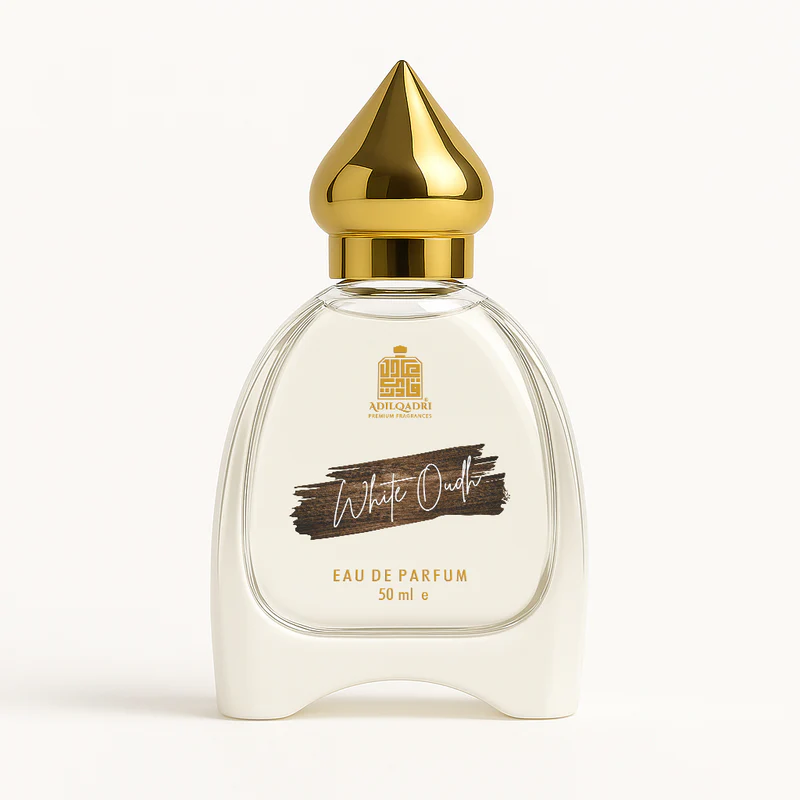 ADILQADRI®
PREMIUM FRAGRANCES
White Oudh
EAU DE PARFUM
50 ml e